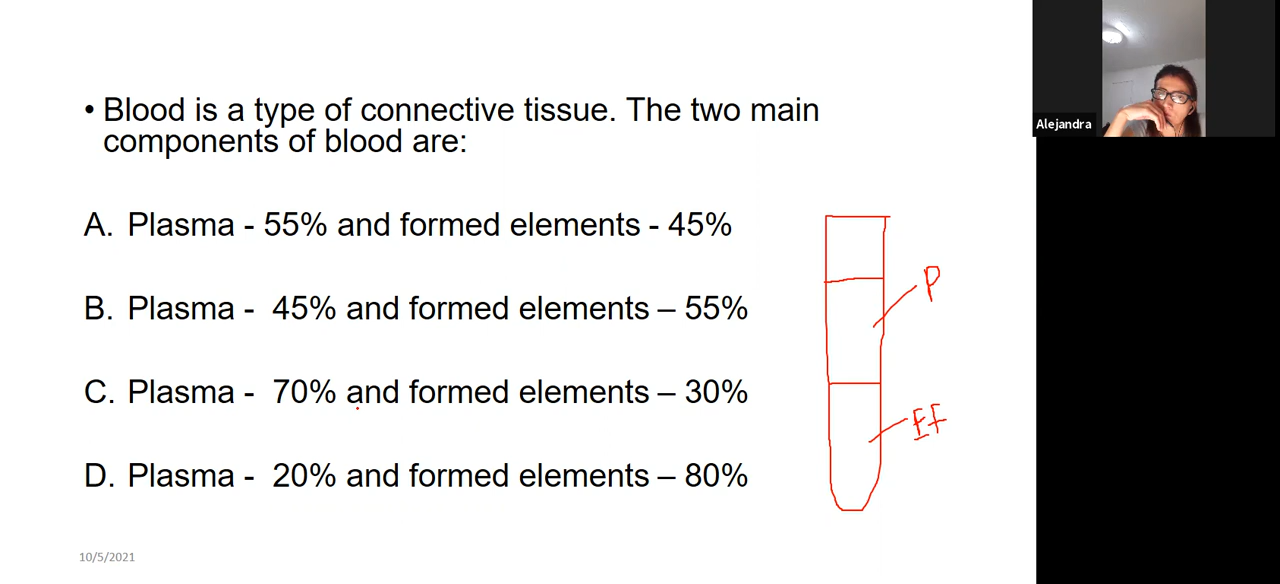 • Blood is a type of connective tissue. The two main
components of blood are:
A. Plasma - 55% and formed elements - 45%
B. Plasma -  45% and formed elements – 55%
C. Plasma -  70% and formed elements – 30%
D. Plasma -  20% and formed elements – 80%
P
EF
10/5/2021
Alejandra